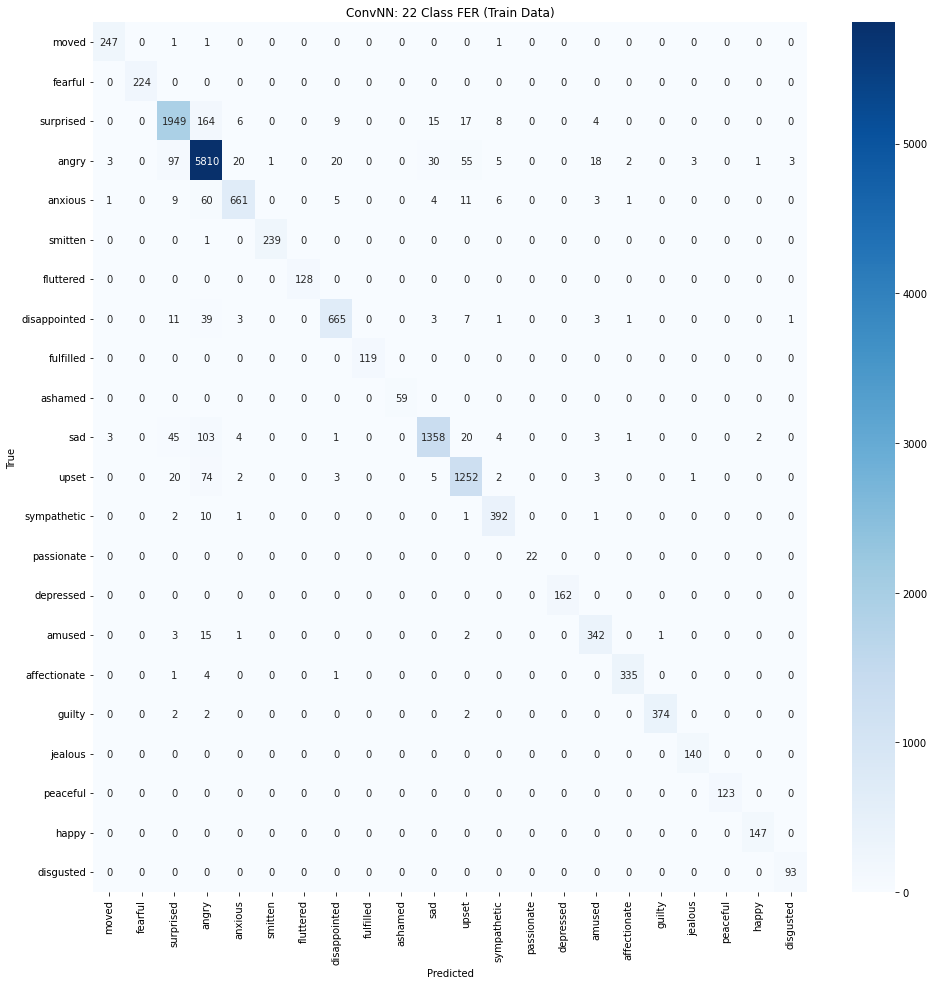 ConvNN: 22 Class FER (Train Data)
moved 247 0 1 1 0 0 0 0 0 0 0 0 1 0 0 0 0 0 0 0 0 0
fearful 0 224 0 0 0 0 0 0 0 0 0 0 0 0 0 0 0 0 0 0 0 0
surprised 0 0 1949 164 6 0 0 9 0 0 15 17 8 0 0 4 0 0 0 0 0 0
angry 3 0 97 5810 20 1 0 20 0 0 30 55 5 0 0 18 2 0 3 0 1 3
anxious 1 0 9 60 661 0 0 5 0 0 4 11 6 0 0 3 1 0 0 0 0 0
smitten 0 0 0 1 0 239 0 0 0 0 0 0 0 0 0 0 0 0 0 0 0 0
fluttered 0 0 0 0 0 0 128 0 0 0 0 0 0 0 0 0 0 0 0 0 0 0
disappointed 0 0 11 39 3 0 0 665 0 0 3 7 1 0 0 3 1 0 0 0 0 1
fulfilled 0 0 0 0 0 0 0 0 119 0 0 0 0 0 0 0 0 0 0 0 0 0
ashamed 0 0 0 0 0 0 0 0 0 59 0 0 0 0 0 0 0 0 0 0 0 0
sad 3 0 45 103 4 0 0 1 0 0 1358 20 4 0 0 3 1 0 0 0 2 0
upset 0 0 20 74 2 0 0 3 0 0 5 1252 2 0 0 3 0 0 1 0 0 0
sympathetic 0 0 2 10 1 0 0 0 0 0 0 1 392 0 0 1 0 0 0 0 0 0
passionate 0 0 0 0 0 0 0 0 0 0 0 0 0 22 0 0 0 0 0 0 0 0
depressed 0 0 0 0 0 0 0 0 0 0 0 0 0 0 162 0 0 0 0 0 0 0
amused 0 0 3 15 1 0 0 0 0 0 0 2 0 0 0 342 0 1 0 0 0 0
affectionate 0 0 1 4 0 0 0 1 0 0 0 0 0 0 0 0 335 0 0 0 0 0
guilty 0 0 2 2 0 0 0 0 0 0 0 2 0 0 0 0 0 374 0 0 0 0
jealous 0 0 0 0 0 0 0 0 0 0 0 0 0 0 0 0 0 0 140 0 0 0
peaceful 0 0 0 0 0 0 0 0 0 0 0 0 0 0 0 0 0 0 0 123 0 0
happy 0 0 0 0 0 0 0 0 0 0 0 0 0 0 0 0 0 0 0 0 147 0
disgusted 0 0 0 0 0 0 0 0 0 0 0 0 0 0 0 0 0 0 0 0 0 93
True
moved fearful surprised angry anxious smitten fluttered disappointed fulfilled ashamed sad upset sympathetic passionate depressed amused affectionate guilty jealous peaceful happy disgusted
Predicted
5000
4000
3000
2000
1000
0